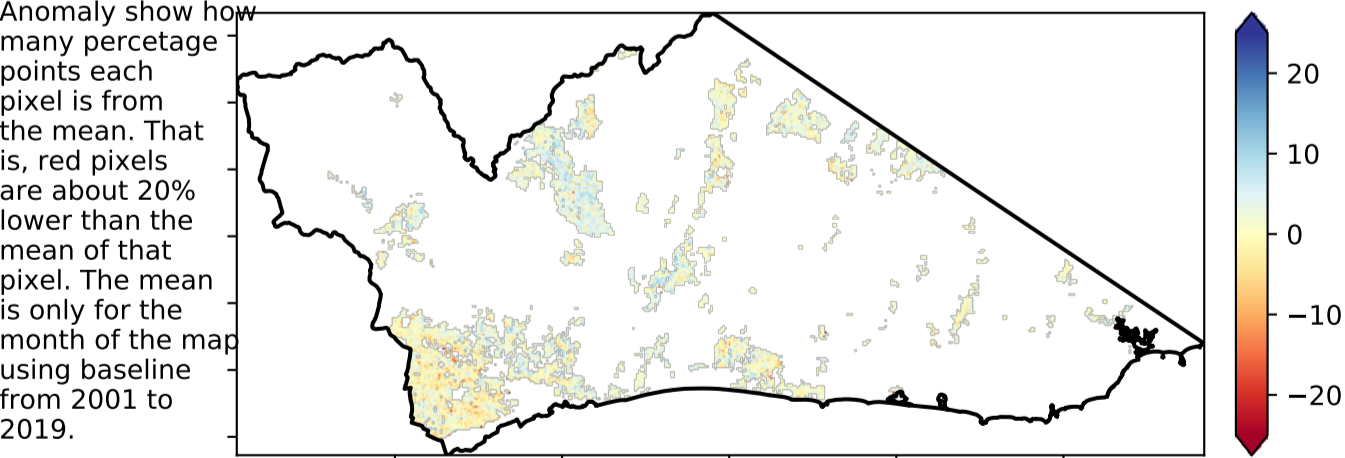 Anomaly show how
many percetage
points each
pixel is from
the mean. That
is, red pixels
are about 20%
lower than the
mean of that
pixel. The mean
is only for the
month of the map
using baseline
from 2001 to
2019.
20
10
0
−10
−20